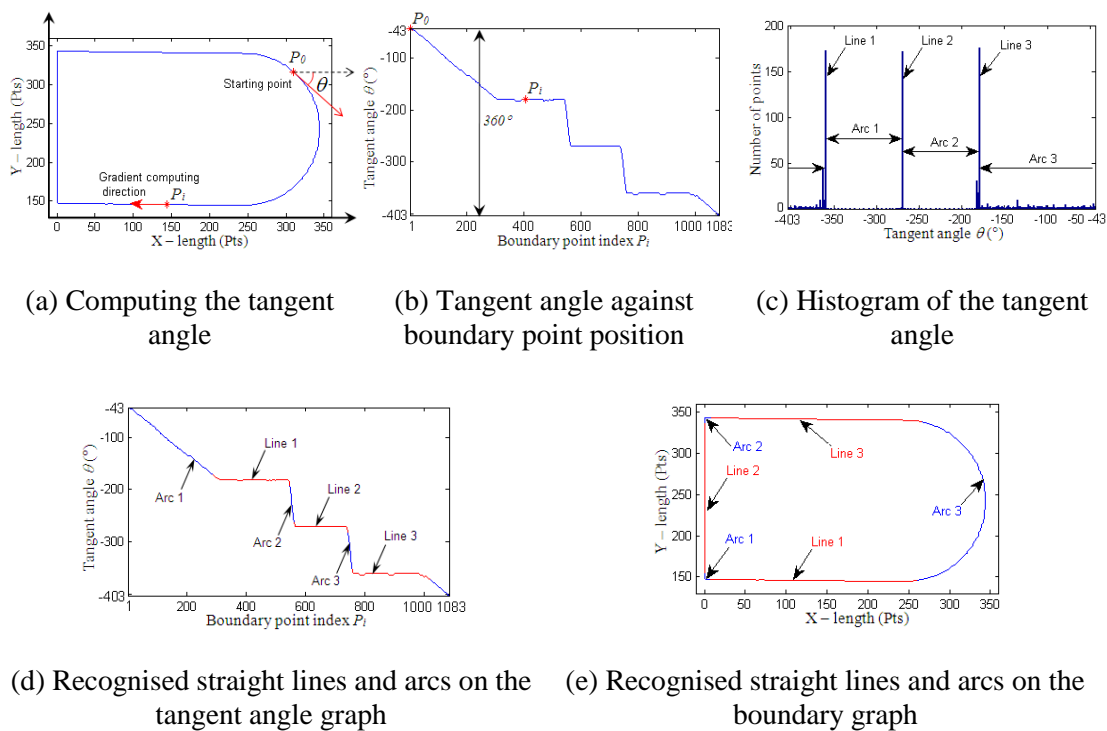 350
300
250
200
150
Y – length (Pts)
0 50 100 150 200 250 300 350
X – length (Pts)
P0
Starting point
θ
Gradient computing
direction
Pi
-43
-100
-200
-300
-403
Tangent angle θ (°)
1 200 400 600 800 1000 1083
Boundary point index Pi
P0
Pi
360°
200
150
100
50
0
Number of points
-403 -350 -300 -250 -200 -150 -100 -50 -43
Tangent angle θ (°)
Line 1
Line 2
Line 3
Arc 1
Arc 2
Arc 3
(a) Computing the tangent
angle
(b) Tangent angle against
boundary point position
(c) Histogram of the tangent
angle
-43
-100
-200
-300
-403
Tangent angle θ (°)
1 200 400 600 800 1000 1083
Boundary point index Pi
Line 1
Arc 1
Line 2
Arc 2
Line 3
Arc 3
350
300
250
200
150
Y – length (Pts)
0 50 100 150 200 250 300 350
X – length (Pts)
Arc 2
Line 3
Line 2
Arc 3
Arc 1
Line 1
(d) Recognised straight lines and arcs on the
tangent angle graph
(e) Recognised straight lines and arcs on the
boundary graph